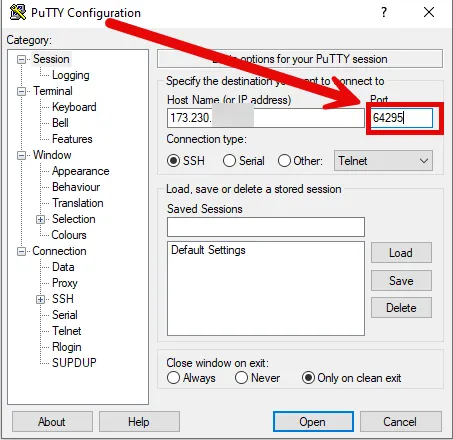 PuTTY Configuration ? ×
Category:
Session
Logging
Terminal
Keyboard
Bell
Features
Window
Appearance
Behaviour
Translation
Selection
Colours
Connection
Data
Proxy
SSH
Serial
Telnet
Rlogin
SUPDUP
options for your PuTTY session
Specify the destination you want to connect to
Host Name (or IP address) Port
173.230. 64295
Connection type:
SSH Serial Other: Telnet
Load, save or delete a stored session
Saved Sessions
Default Settings
Load
Save
Delete
Close window on exit:
Always Never Only on clean exit
About Help Open Cancel